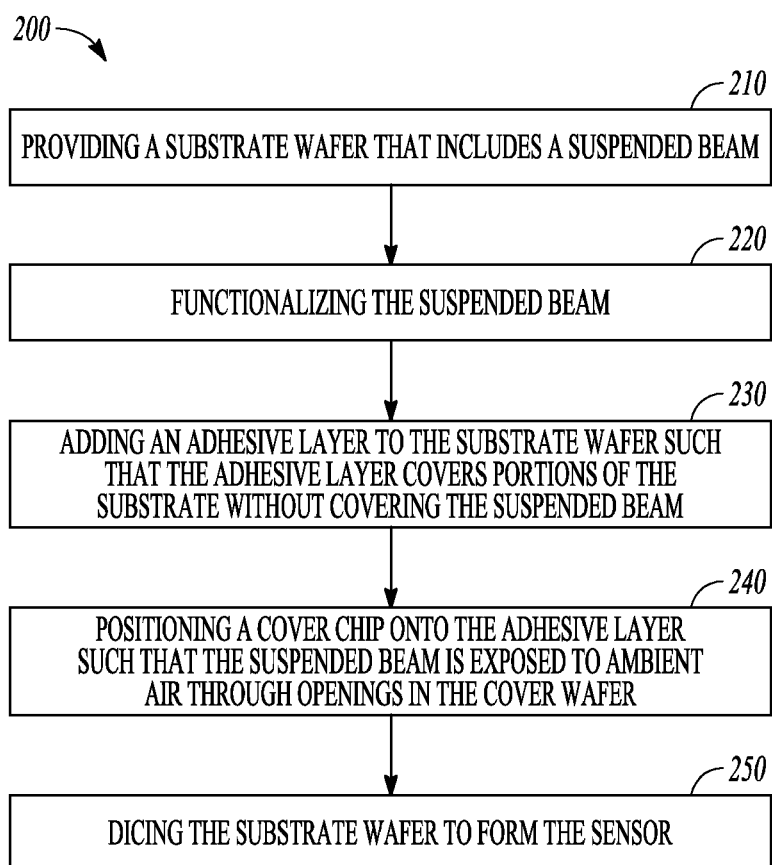 200
210
PROVIDING A SUBSTRATE WAFER THAT INCLUDES A SUSPENDED BEAM
220
FUNCTIONALIZING THE SUSPENDED BEAM
230
ADDING AN ADHESIVE LAYER TO THE SUBSTRATE WAFER SUCH
THAT THE ADHESIVE LAYER COVERS PORTIONS OF THE
SUBSTRATE WITHOUT COVERING THE SUSPENDED BEAM
240
POSITIONING A COVER CHIP ONTO THE ADHESIVE LAYER
SUCH THAT THE SUSPENDED BEAM IS EXPOSED TO AMBIENT
AIR THROUGH OPENINGS IN THE COVER WAFER
250
DICING THE SUBSTRATE WAFER TO FORM THE SENSOR